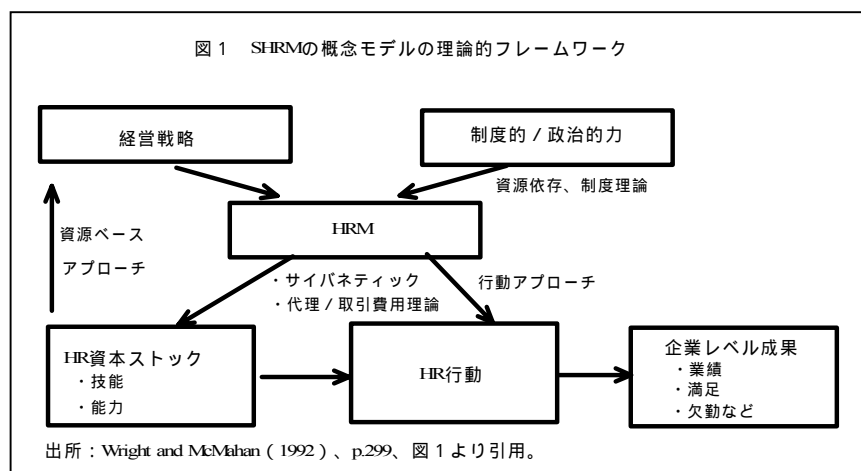 図1 SHRMの概念モデルの理論的フレームワーク
経営戦略
制度的/政治的力
資源依存、制度理論
HRM
資源ベース
アプローチ
・サイバネティック
・代理/取引費用理論
行動アプローチ
HR資本ストック
・技能
・能力
HR行動
企業レベル成果
・業績
・満足
・欠勤など
出所:Wright and McMahan(1992)、p.299、図1より引用。